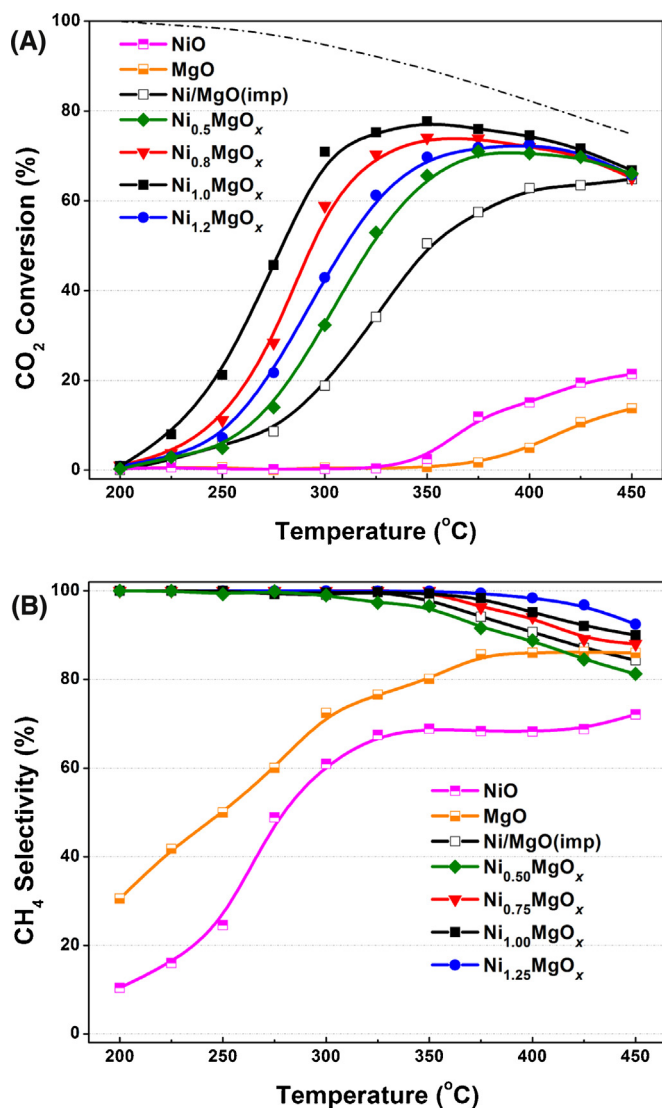 (A)
100
80
60
40
20
0
CO₂ Conversion (%)
NiO
MgO
Ni/MgO(imp)
Ni₀.₅MgOₓ
Ni₀.₈MgOₓ
Ni₁.₀MgOₓ
Ni₁.₂MgOₓ
200 250 300 350 400 450
Temperature (°C)
(B)
100
80
60
40
20
0
CH₄ Selectivity (%)
NiO
MgO
Ni/MgO(imp)
Ni₀.₅₀MgOₓ
Ni₀.₇₅MgOₓ
Ni₁.₀₀MgOₓ
Ni₁.₂₅MgOₓ
200 250 300 350 400 450
Temperature (°C)